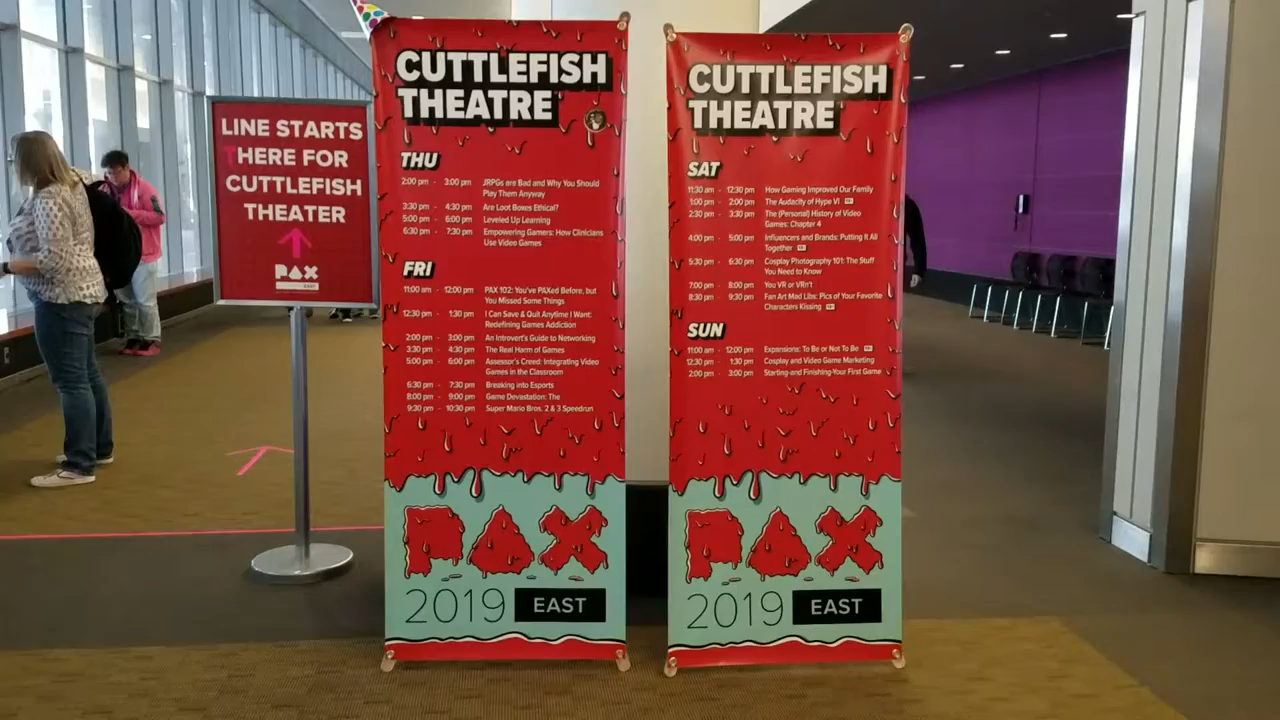 LINE STARTS
THERE FOR
CUTTLEFISH
THEATER
PAX
EAST
CUTTLEFISH
THEATRE
THU
2:00 pm - 3:00 pm JRPGs are Bad and Why You Should
Play Them Anyway
3:30 pm - 4:30 pm Are Loot Boxes Ethical?
5:00 pm - 6:00 pm Leveled Up Learning
6:30 pm - 7:30 pm Empowering Gamers: How Clinicians
Use Video Games
FRI
11:00 am - 12:00 pm PAX 102: You've PAXed Before, but
You Missed Some Things
12:30 pm - 1:30 pm I Can Save & Quit Anytime I Want:
Redefining Games Addiction
2:00 pm - 3:00 pm An Introvert's Guide to Networking
3:30 pm - 4:30 pm The Real Harm of Games
5:00 pm - 6:00 pm Assessor's Creed: Integrating Video
Games in the Classroom
6:30 pm - 7:30 pm Breaking into Esports
8:00 pm - 9:00 pm Game Devastation: The
9:30 pm - 10:30 pm Super Mario Bros. 2 & 3 Speedrun
PAX
2019 EAST
CUTTLEFISH
THEATRE
SAT
11:30 am - 12:30 pm How Gaming Improved Our Family
1:00 pm - 2:00 pm The Audacity of Hype VI
2:30 pm - 3:30 pm The (Personal) History of Video
Games: Chapter 4
4:00 pm - 5:00 pm Influencers and Brands: Putting It All
Together
5:30 pm - 6:30 pm Cosplay Photography 101: The Stuff
You Need to Know
7:00 pm - 8:00 pm You VR or VRn't
8:30 pm - 9:30 pm Fan Art Mad Libs: Pics of Your Favorite
Characters Kissing
SUN
11:00 am - 12:00 pm Expansions: To Be or Not To Be
12:30 pm - 1:30 pm Cosplay and Video Game Marketing
2:00 pm - 3:00 pm Starting-and Finishing-Your First Game
PAX
2019 EAST